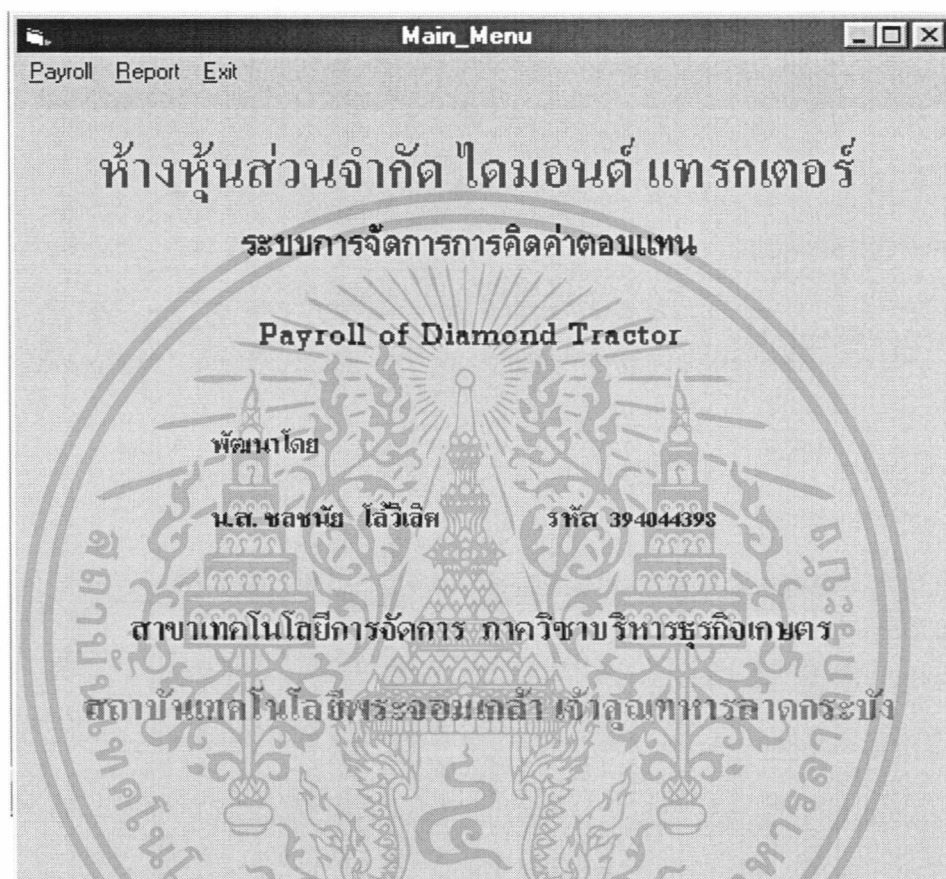 Main_Menu
Payroll Report Exit
ห้างหุ้นส่วนจำกัด ไดมอนด์ แทรกเตอร์
ระบบการจัดการการคิดค่าตอบแทน
Payroll of Diamond Tractor
พัฒนาโดย
น.ส. ชลชนัย โล้วิเลิศ รหัส 394044398
สาขาเทคโนโลยีการจัดการ ภาควิชาบริหารธุรกิจเกษตร
สถาบันเทคโนโลยีพระจอมเกล้า เจ้าคุณทหารลาดกระบัง